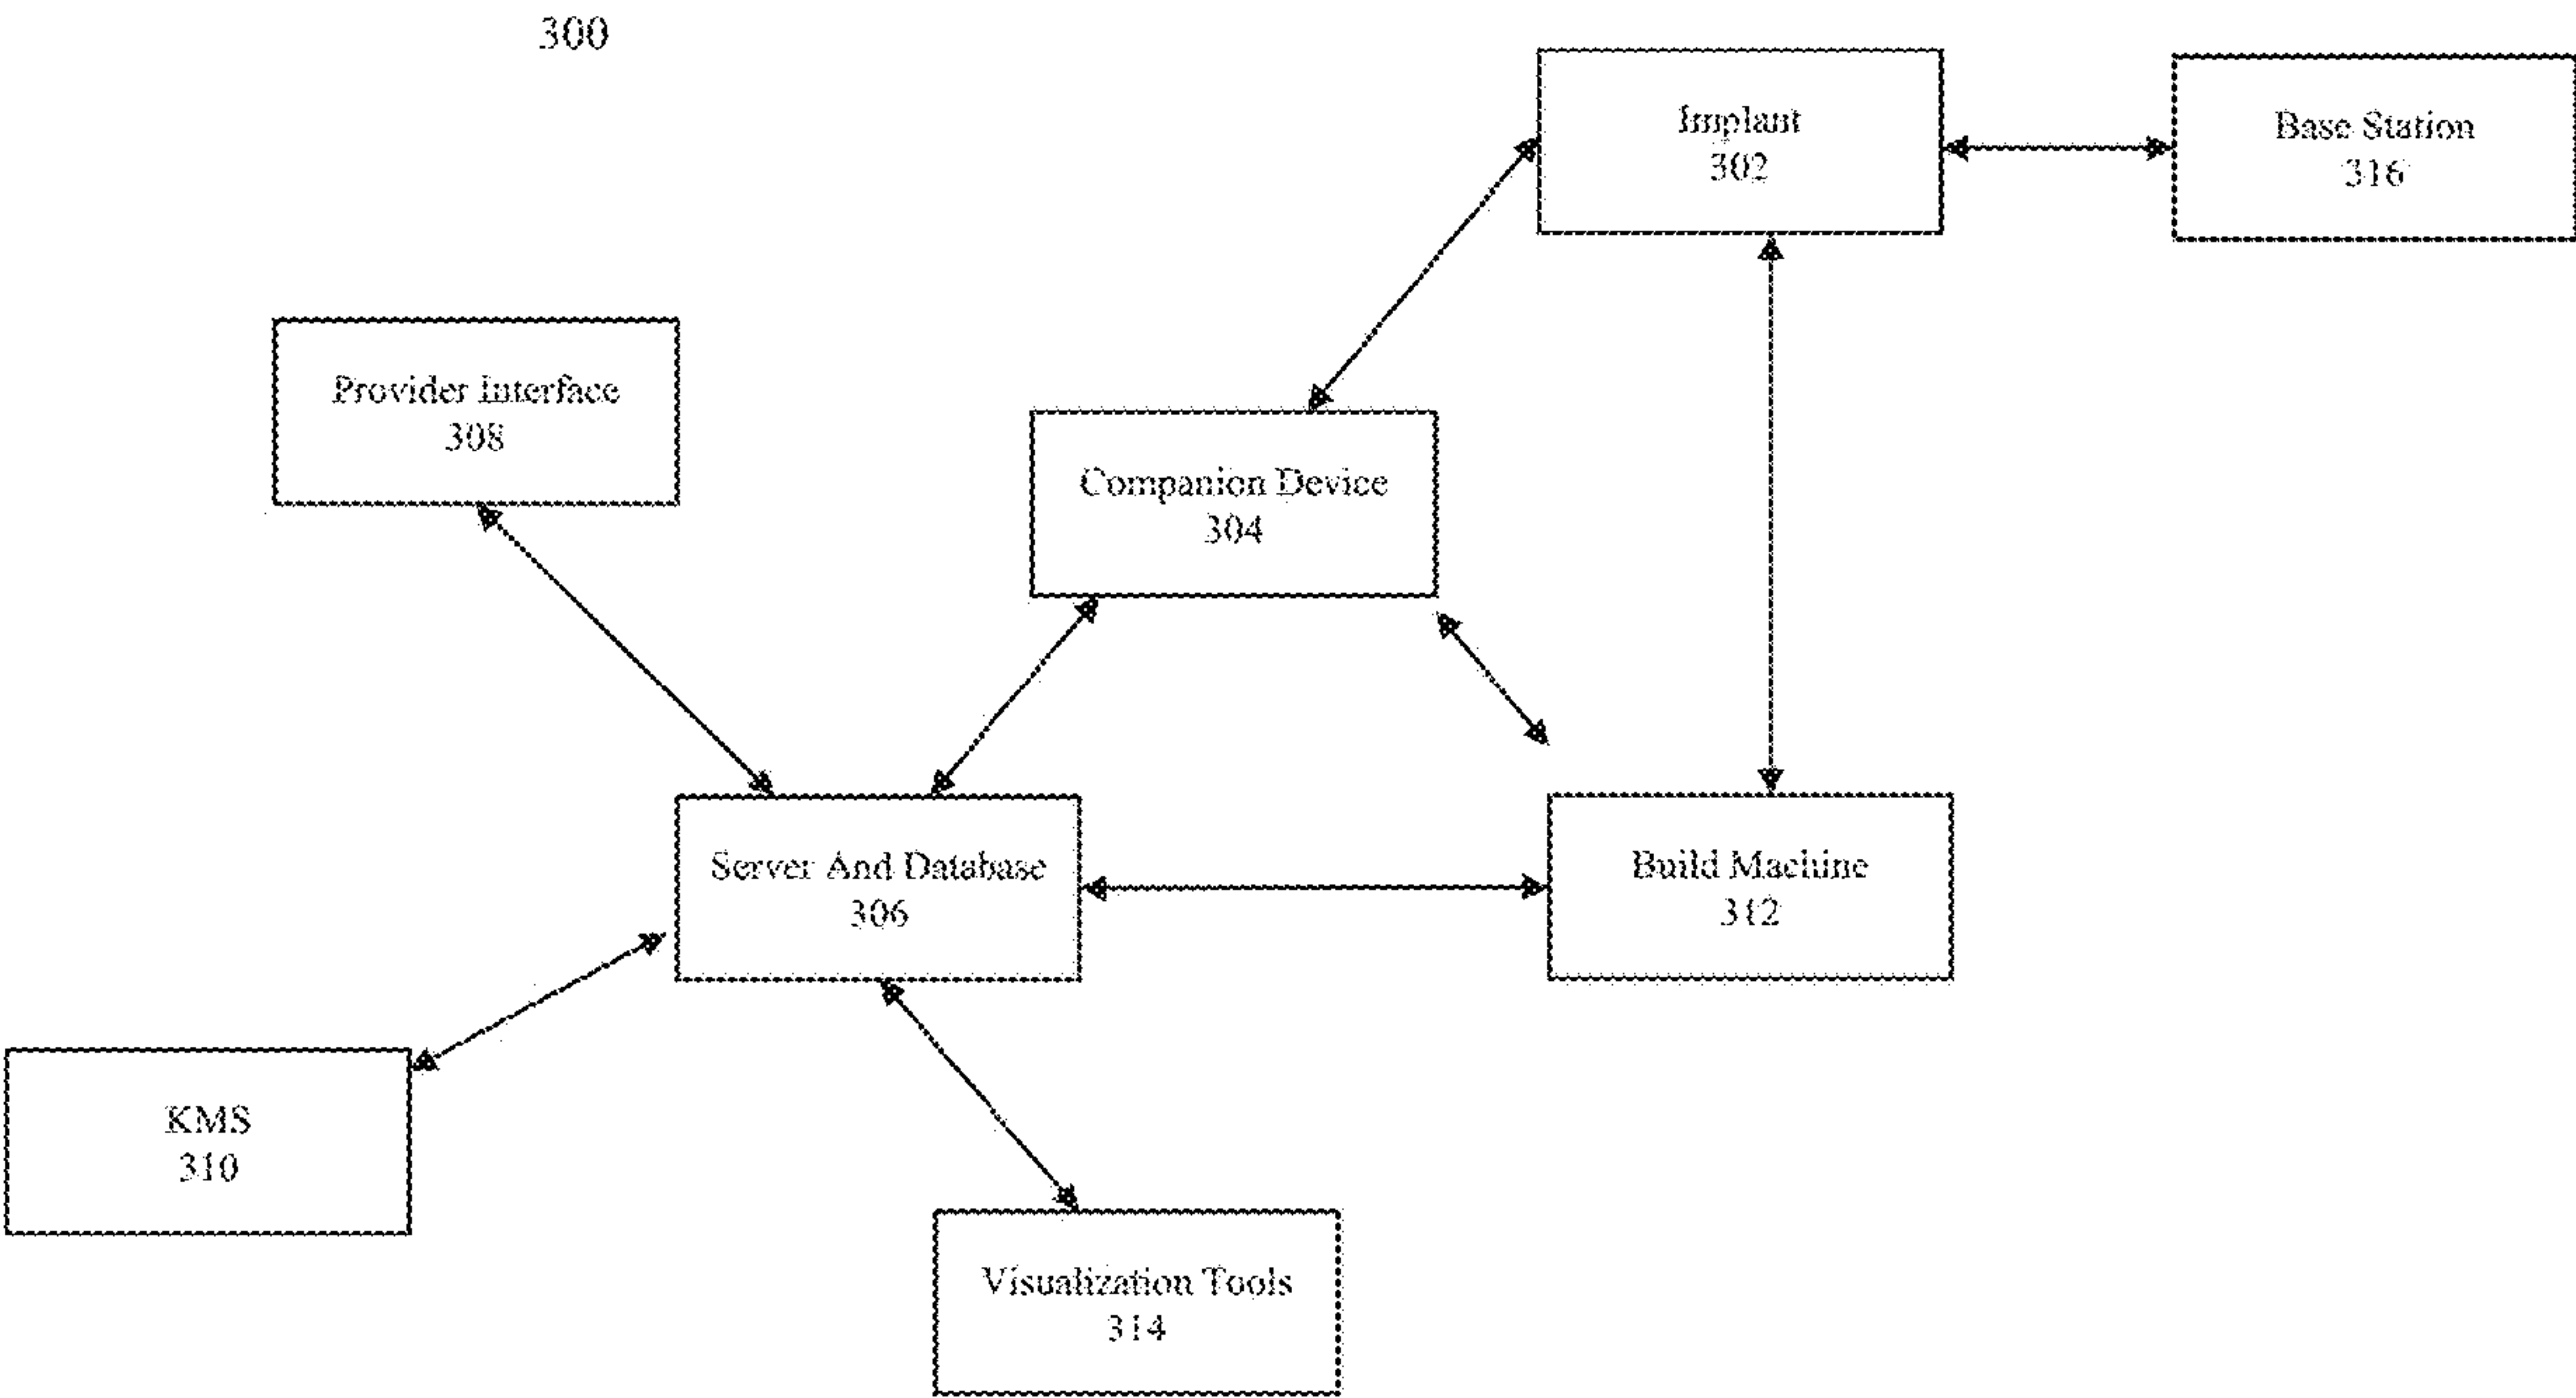 300
Implant
302
Base Station
316
Provider Interface
308
Companion Device
304
Server And Database
306
Build Machine
312
KMS
310
Visualization Tools
314